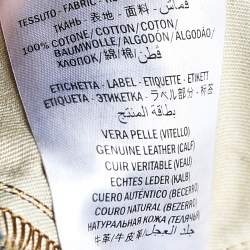 TESSUTO - FABRIC -
قماش
ТКАНЬ - 表地 - 面料 -
100% COTONE/COTTON/COTON/
BAUMWOLLE/ALGODÓN/ALGODÃO/
ХЛОПОК/綿/棉/قطن
ETICHETTA - LABEL - ETIQUETTE - ETIKETT
ETIQUETA - ЭТИКЕТКА - ラベル部分 - 标签
بطاقة المنتج
VERA PELLE (VITELLO)
GENUINE LEATHER (CALF)
CUIR VERITABLE (VEAU)
ECHTES LEDER (KALB)
CUERO AUTÉNTICO (BECERRO)
COURO NATURAL (BEZERRO)
НАТУРАЛЬНАЯ КОЖА (ТЕЛЯЧЬЯ)
牛革/牛皮革/جلد العجل